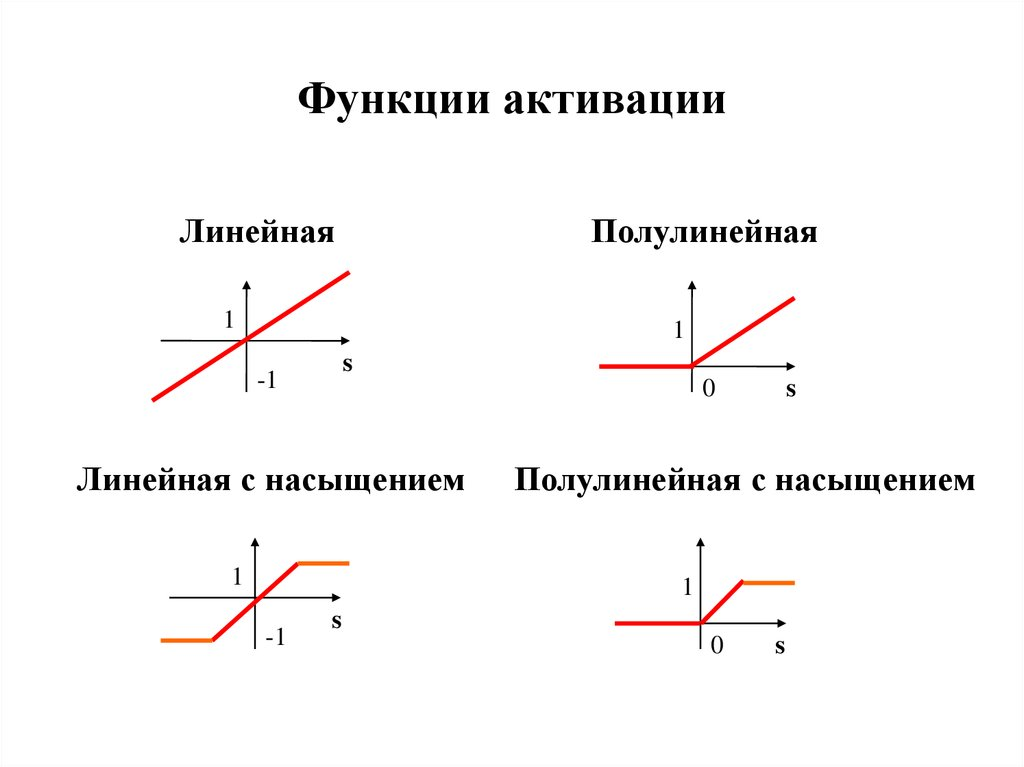 Функции активации
Линейная
Полулинейная
1
s
-1
1
0
s
Линейная с насыщением
Полулинейная с насыщением
1
s
-1
1
0
s